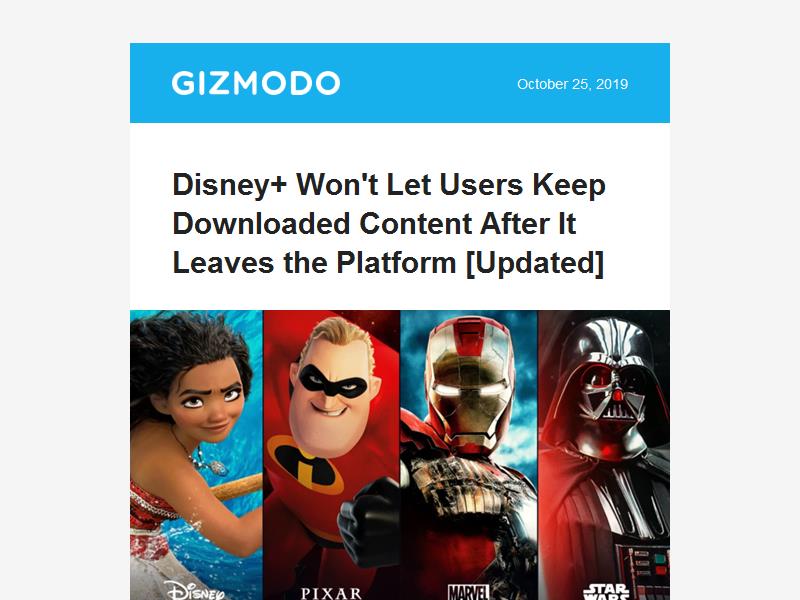 GIZMODO
October 25, 2019
Disney+ Won't Let Users Keep
Downloaded Content After It
Leaves the Platform [Updated]
Disney
PIXAR
MARVEL
STAR
WARS